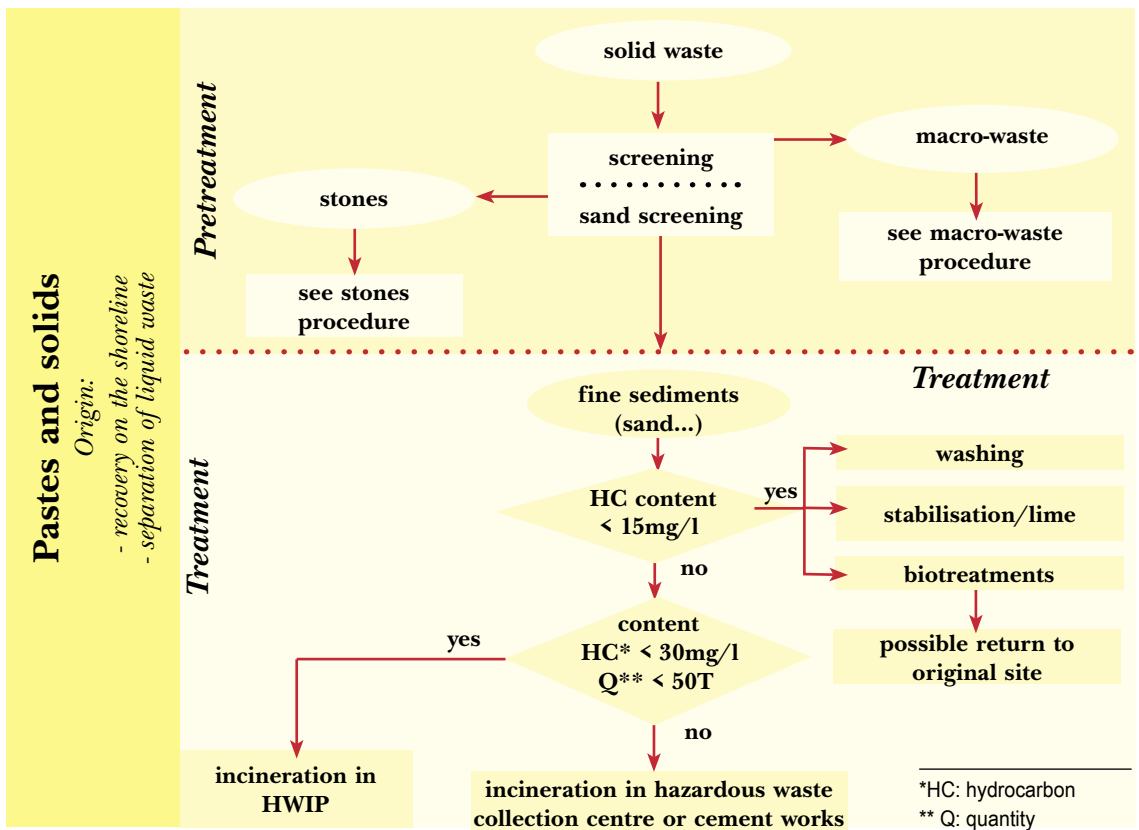 Pastes and solids
Origin:
- recovery on the shoreline
- separation of liquid waste
Pretreatment
solid waste
screening
sand screening
macro-waste
see macro-waste
procedure
stones
see stones
procedure
Treatment
Treatment
fine sediments
(sand...)
HC content
< 15mg/l
yes
washing
stabilisation/lime
biotreatments
possible return to
original site
no
content
HC* < 30mg/l
Q** < 50T
yes
incineration in
HWIP
no
incineration in hazardous waste
collection centre or cement works
*HC: hydrocarbon
** Q: quantity